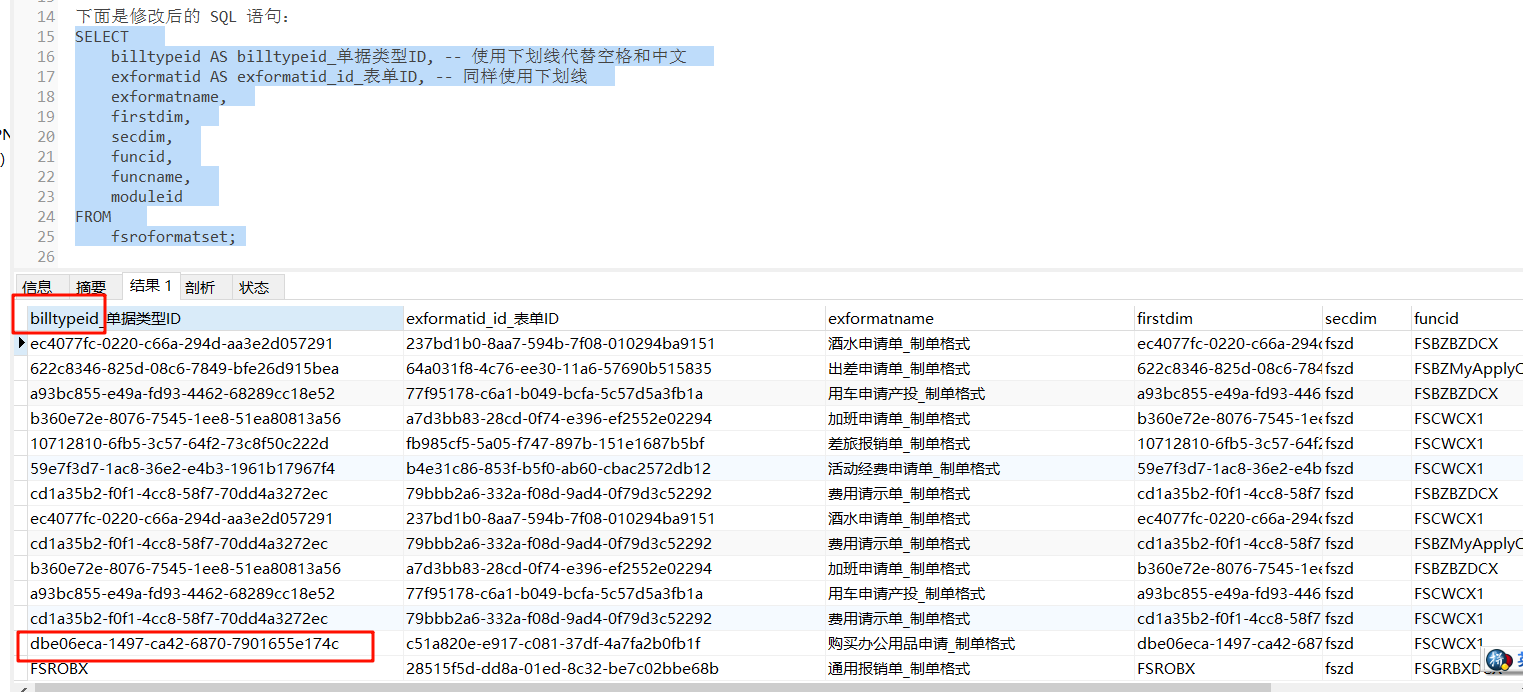 14 下面是修改后的 SQL 语句:
15 SELECT
16 billtypeid AS billtypeid_单据类型ID, -- 使用下划线代替空格和中文
17 exformatid AS exformatid_id_表单ID, -- 同样使用下划线
18 exformatname,
19 firstdim,
20 secdim,
21 funcid,
22 funcname,
23 moduleid
24 FROM
25 fsroformatset;
26
信息 摘要 结果 1 剖析 状态
billtypeid_单据类型ID exformatid_id_表单ID exformatname firstdim secdim funcid
ec4077fc-0220-c66a-294d-aa3e2d057291 237bd1b0-8aa7-594b-7f08-010294ba9151 酒水申请单_制单格式 ec4077fc-0220-c66a-294d fszd FSBZBZDCX
622c8346-825d-08c6-7849-bfe26d915bea 64a031f8-4c76-ee30-11a6-57690b515835 出差申请单_制单格式 622c8346-825d-08c6-784 fszd FSBZMyApplyC
a93bc855-e49a-fd93-4462-68289cc18e52 77f95178-c6a1-b049-bcfa-5c57d5a3fb1a 用车申请产投_制单格式 a93bc855-e49a-fd93-446 fszd FSBZBZDCX
b360e72e-8076-7545-1ee8-51ea80813a56 a7d3bb83-28cd-0f74-e396-ef2552e02294 加班申请单_制单格式 b360e72e-8076-7545-1ee fszd FSCWCX1
10712810-6fb5-3c57-64f2-73c8f50c222d fb985cf5-5a05-f747-897b-151e1687b5bf 差旅报销单_制单格式 10712810-6fb5-3c57-64f2 fszd FSCWCX1
59e7f3d7-1ac8-36e2-e4b3-1961b17967f4 b4e31c86-853f-b5f0-ab60-cbac2572db12 活动经费申请单_制单格式 59e7f3d7-1ac8-36e2-e4b fszd FSCWCX1
cd1a35b2-f0f1-4cc8-58f7-70dd4a3272ec 79bbb2a6-332a-f08d-9ad4-0f79d3c52292 费用请示单_制单格式 cd1a35b2-f0f1-4cc8-58f7 fszd FSBZBZDCX
ec4077fc-0220-c66a-294d-aa3e2d057291 237bd1b0-8aa7-594b-7f08-010294ba9151 酒水申请单_制单格式 ec4077fc-0220-c66a-294d fszd FSCWCX1
cd1a35b2-f0f1-4cc8-58f7-70dd4a3272ec 79bbb2a6-332a-f08d-9ad4-0f79d3c52292 费用请示单_制单格式 cd1a35b2-f0f1-4cc8-58f7 fszd FSBZMyApplyC
b360e72e-8076-7545-1ee8-51ea80813a56 a7d3bb83-28cd-0f74-e396-ef2552e02294 加班申请单_制单格式 b360e72e-8076-7545-1ee fszd FSBZBZDCX
a93bc855-e49a-fd93-4462-68289cc18e52 77f95178-c6a1-b049-bcfa-5c57d5a3fb1a 用车申请产投_制单格式 a93bc855-e49a-fd93-446 fszd FSCWCX1
cd1a35b2-f0f1-4cc8-58f7-70dd4a3272ec 79bbb2a6-332a-f08d-9ad4-0f79d3c52292 费用请示单_制单格式 cd1a35b2-f0f1-4cc8-58f7 fszd FSCWCX1
dbe06eca-1497-ca42-6870-7901655e174c c51a820e-e917-c081-37df-4a7fa2b0fb1f 购买办公用品申请_制单格式 dbe06eca-1497-ca42-687 fszd FSCWCX1
FSROBX 28515f5d-dd8a-01ed-8c32-be7c02bbe68b 通用报销单_制单格式 FSROBX fszd FSGRBXD